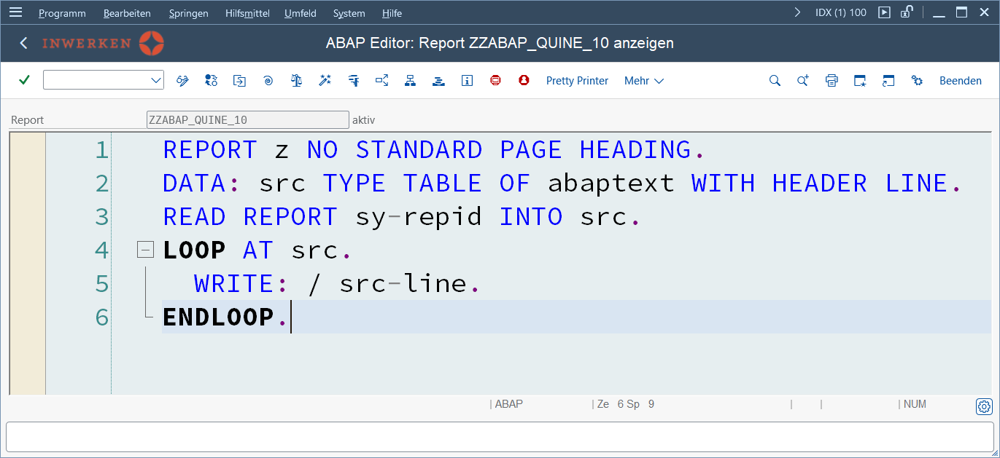 Programm Bearbeiten Springen Hilfsmittel Umfeld System Hilfe IDX (1) 100
INWERKEN ABAP Editor: Report ZZABAP_QUINE_10 anzeigen
Pretty Printer Mehr Beenden
Report ZZABAP_QUINE_10 aktiv
1 REPORT z NO STANDARD PAGE HEADING.
2 DATA: src TYPE TABLE OF abaptext WITH HEADER LINE.
3 READ REPORT sy-repid INTO src.
4 LOOP AT src.
5 WRITE: / src-line.
6 ENDLOOP.
| ABAP | Ze 6 Sp 9 | | | NUM